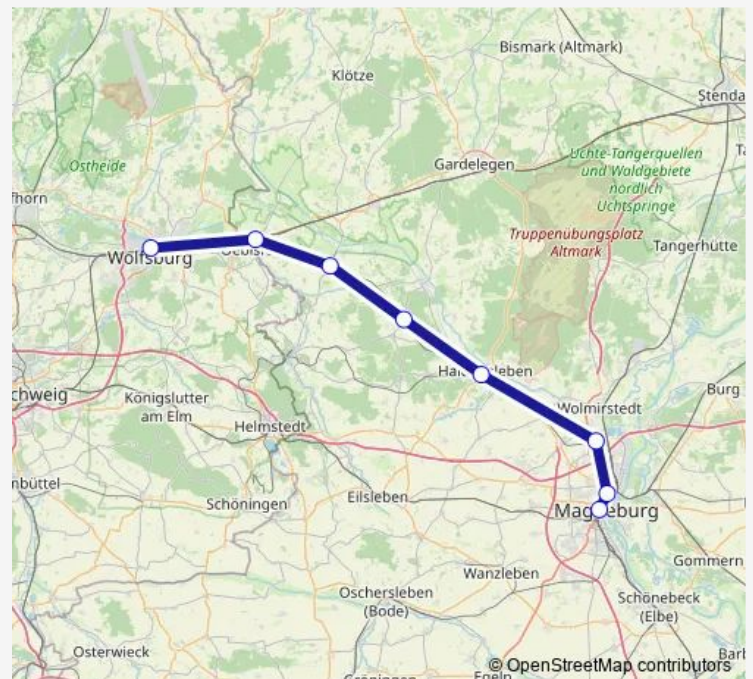 Bismark (Altmark)
Klötze
Stenda
Gardelegen
Uchte-Tangerquellen
und Waldgebiete
nördlich
Uchtspringe
Ostheide
fhorn
Truppenübungsplatz
Altmark
Tangerhütte
Wolfsburg
Wolmirstedt
Burg
chweig
Königslutter
am Elm
Helmstedt
nbüttel
Schöningen
Eilsleben
Magdeburg
Wanzleben
Gommern
Oschersleben
(Bode)
Schönebeck
(Elbe)
Osterwieck
Barb
© OpenStreetMap contributors